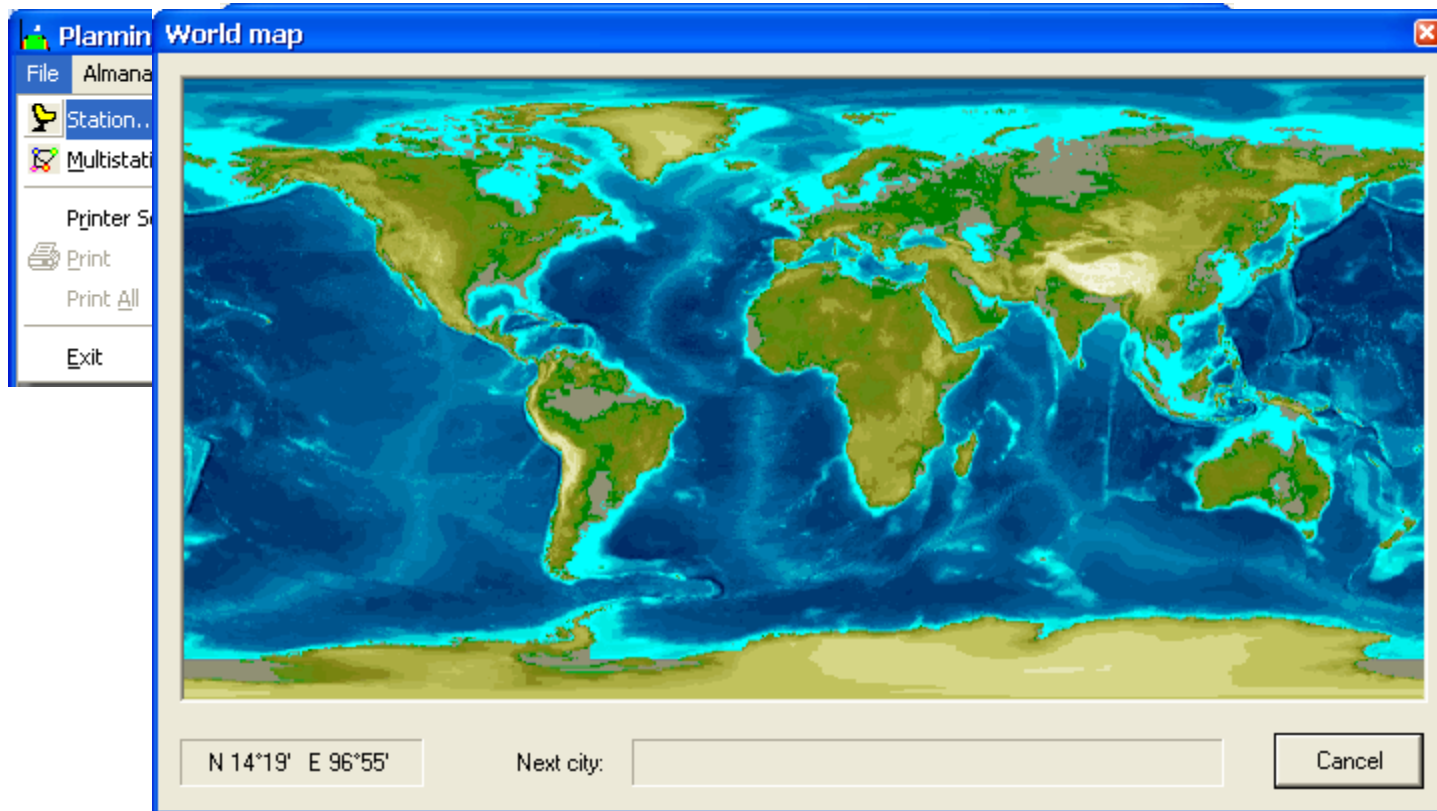 Plannin
World map
File Almana
Station..
Multistati
Printer S
Print
Print All
Exit
N 14°19' E 96°55'
Next city:
Cancel